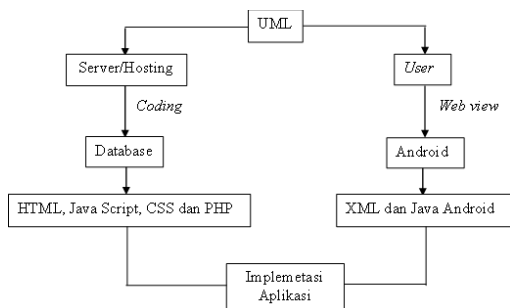 UML
Server/Hosting
User
Coding
Web view
Database
Android
HTML, Java Script, CSS dan PHP
XML dan Java Android
Implemetasi
Aplikasi